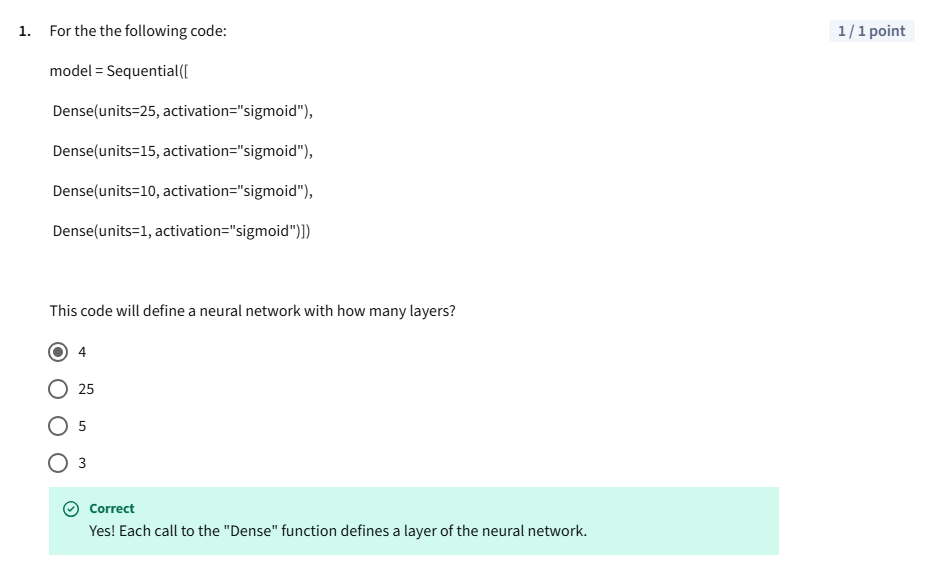 1. For the the following code:
1 / 1 point
model = Sequential([
Dense(units=25, activation="sigmoid"),
Dense(units=15, activation="sigmoid"),
Dense(units=10, activation="sigmoid"),
Dense(units=1, activation="sigmoid")])
This code will define a neural network with how many layers?
4
25
5
3
Correct
Yes! Each call to the "Dense" function defines a layer of the neural network.